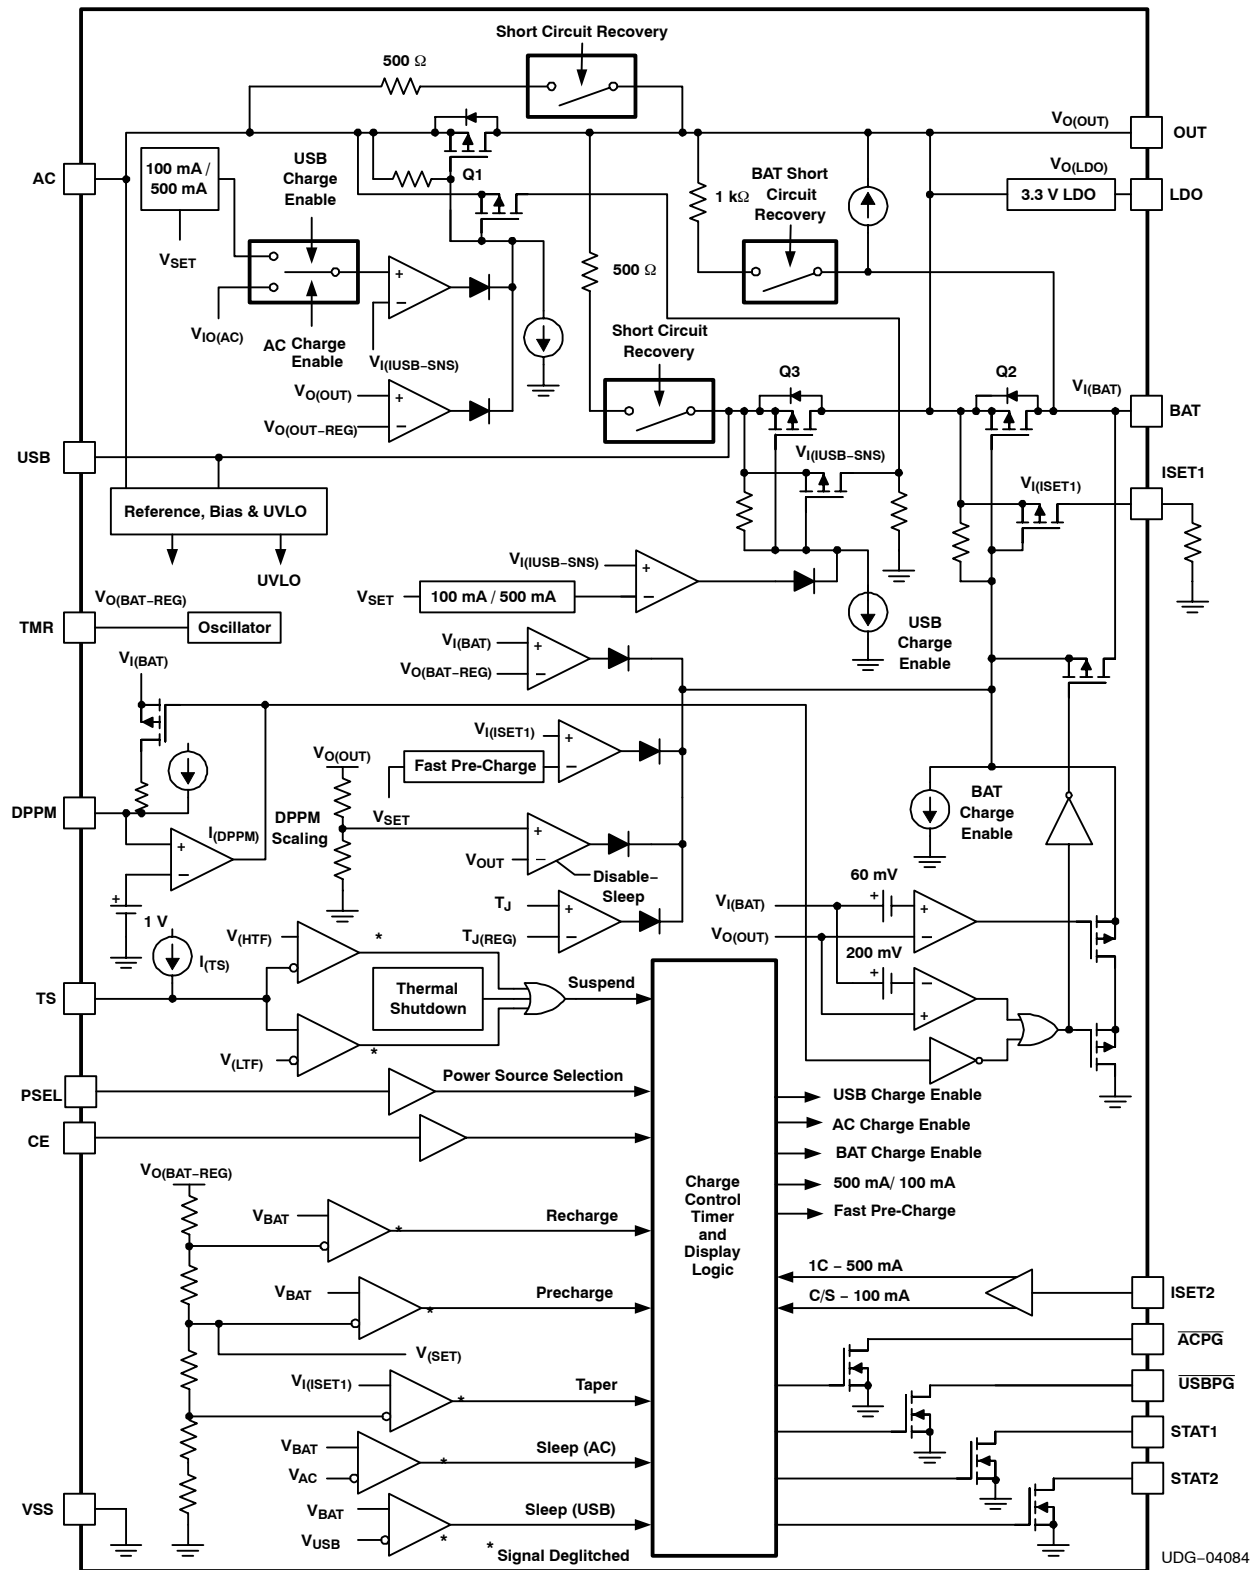 Short Circuit Recovery
500 Ω
VO(OUT)
OUT
Q1
AC
100 mA /
500 mA
VSET
USB
Charge
Enable
1 kΩ
BAT Short
Circuit
Recovery
VO(LDO)
3.3 V LDO
LDO
500 Ω
VIO(AC)
AC Charge
Enable
+
−
VI(IUSB−SNS)
Short Circuit
Recovery
VO(OUT)
VO(OUT−REG)
+
−
Q3
Q2
VI(BAT)
BAT
USB
VI(IUSB−SNS)
ISET1
VI(ISET1)
Reference, Bias & UVLO
UVLO
VI(IUSB−SNS)
VSET
100 mA / 500 mA
+
−
USB
Charge
Enable
VO(BAT−REG)
TMR
Oscillator
VI(BAT)
VO(BAT−REG)
+
−
VI(BAT)
VI(ISET1)
Fast Pre-Charge
+
−
VSET
VO(OUT)
DPPM
Scaling
DPPM
I(DPPM)
+
−
+
1 V
VOUT
+
−
Disable−
Sleep
BAT
Charge
Enable
TJ
TJ(REG)
+
−
60 mV
+
VI(BAT)
VO(OUT)
+
−
200 mV
+
−
+
V(HTF)
*
I(TS)
TS
Thermal
Shutdown
Suspend
V(LTF)
*
PSEL
Power Source Selection
CE
USB Charge Enable
AC Charge Enable
BAT Charge Enable
500 mA/ 100 mA
Fast Pre-Charge
Charge
Control
Timer
and
Display
Logic
VO(BAT−REG)
VBAT
*
Recharge
VBAT
*
Precharge
V(SET)
1C − 500 mA
C/S − 100 mA
ISET2
ACPG
VI(ISET1)
*
Taper
USBPG
VBAT
VAC
*
Sleep (AC)
STAT1
STAT2
VSS
VBAT
VUSB
*
Sleep (USB)
* Signal Deglitched
UDG−04084